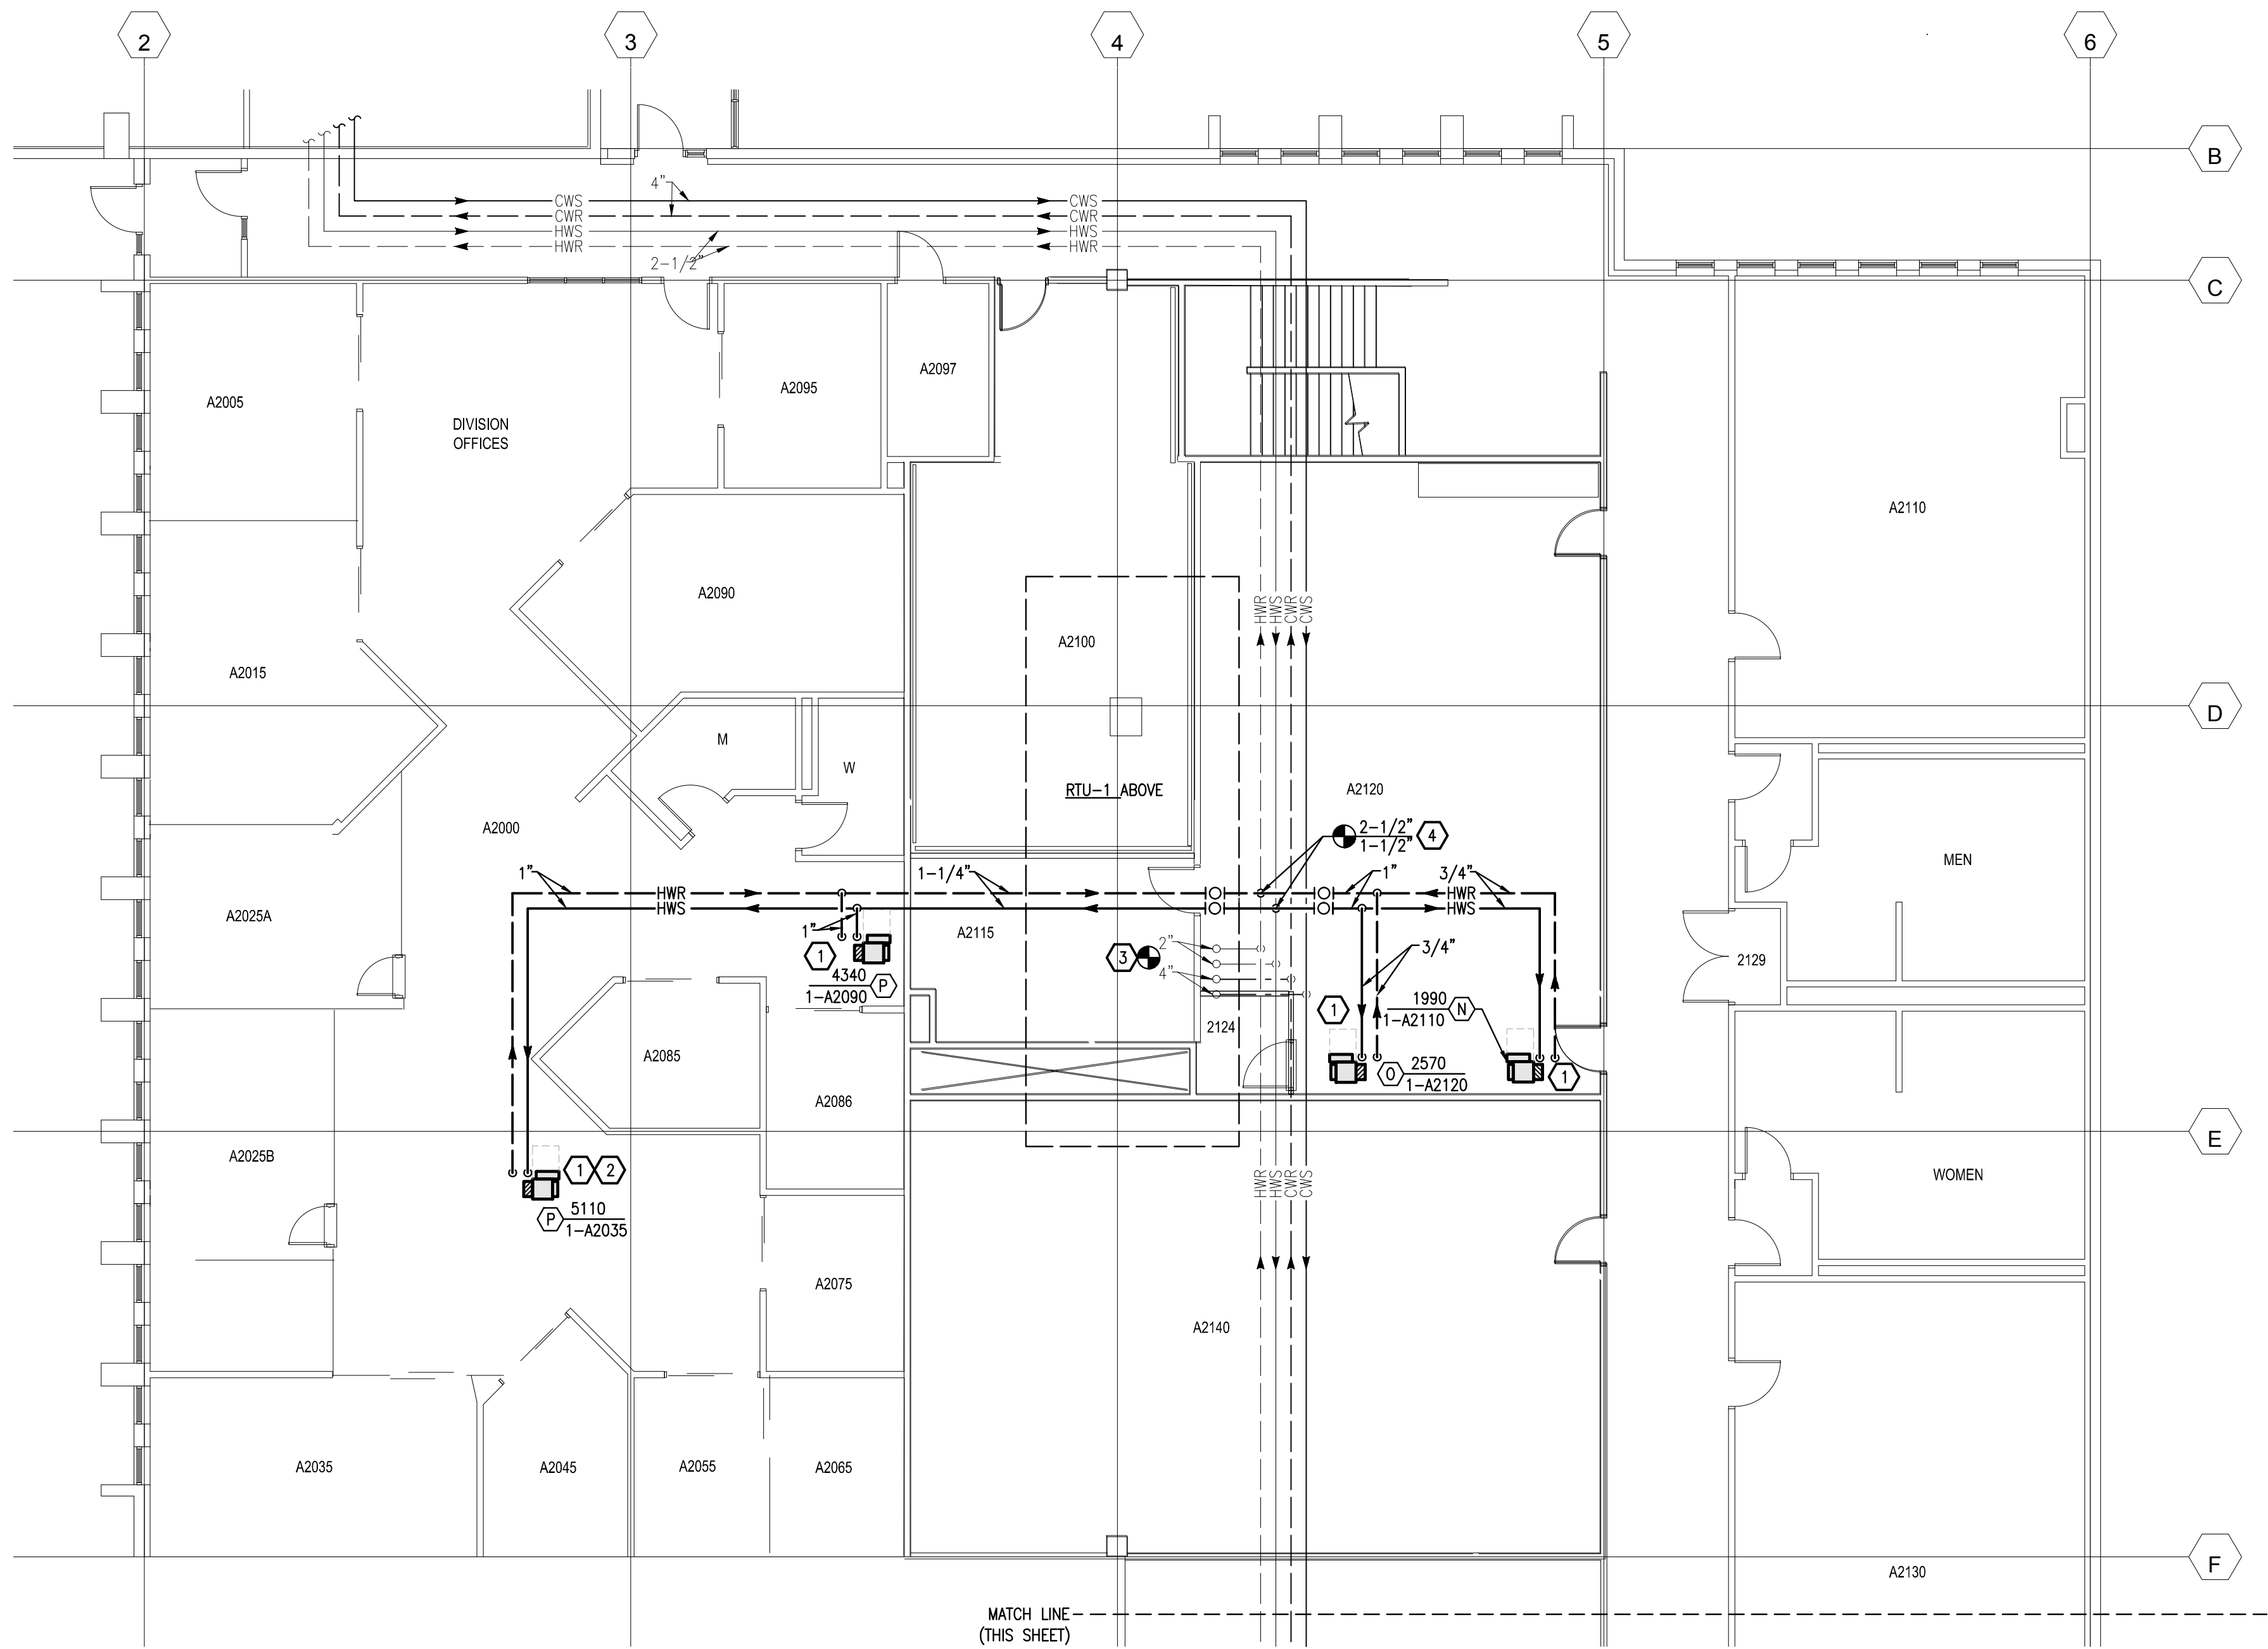 2
3
4
5
6
B
4"
CWS
CWS
CWR
CWR
HWS
HWS
HWR
HWR
2-1/2"
C
A2097
A2095
A2005
DIVISION
OFFICES
A2110
A2090
HWR
HWS
CWR
CWS
A2100
A2015
D
M
W
RTU-1 ABOVE
A2120
A2000
2-1/2"
1-1/2"
4
MEN
1"
1-1/4"
1"
3/4"
HWR
HWR
HWS
HWS
A2025A
1"
A2115
2"
3/4"
1
3
2129
4"
4340
P
1-A2090
1990
N
1-A2110
1
2124
A2085
2570
O
1-A2120
1
A2086
E
A2025B
1
2
WOMEN
HWR
HWS
CWR
CWS
5110
P
1-A2035
A2075
A2140
A2035
A2045
A2055
A2065
F
A2130
MATCH LINE
(THIS SHEET)